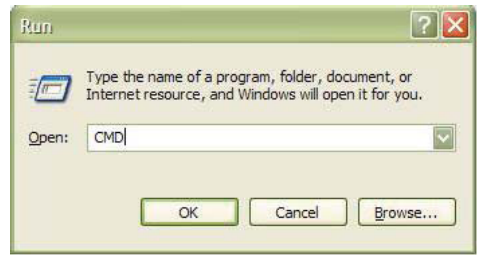 Run
Type the name of a program, folder, document, or
Internet resource, and Windows will open it for you.
Open: CMD
OK Cancel Browse...